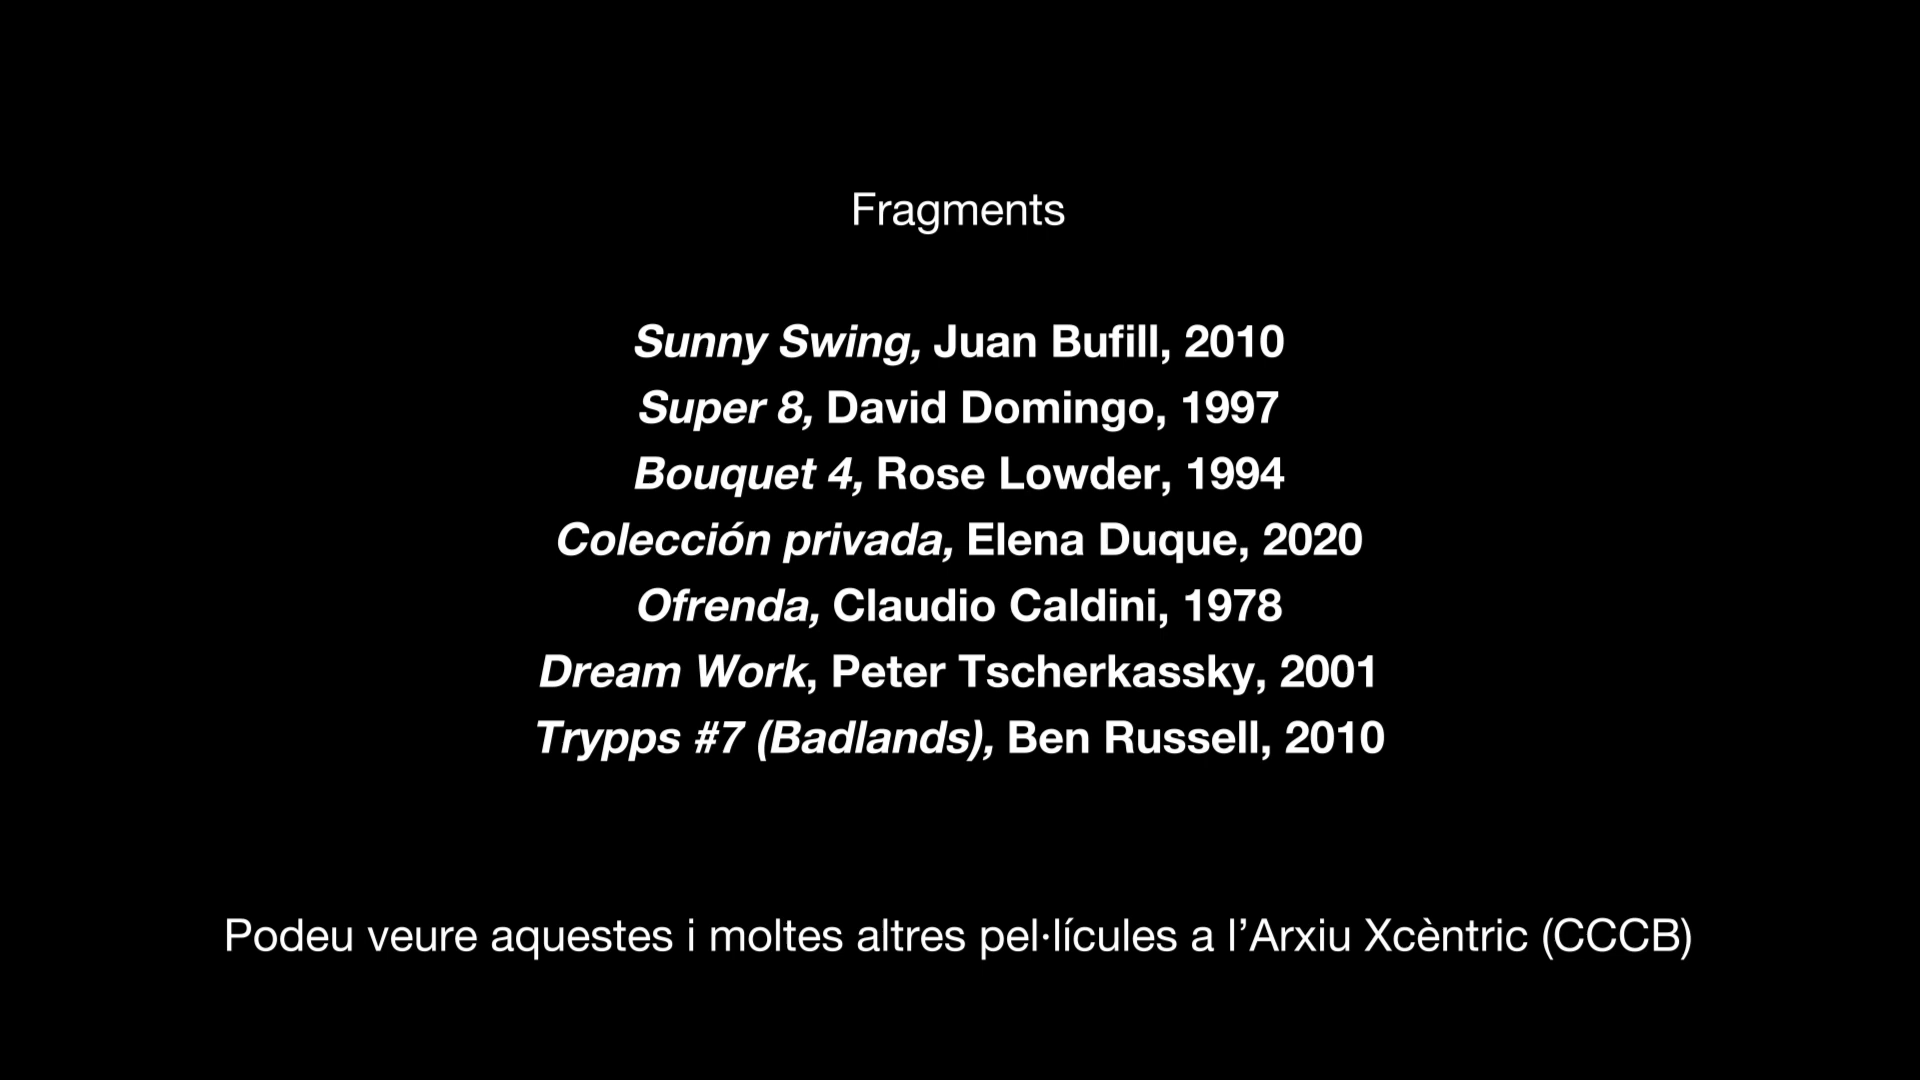 Fragments
Sunny Swing, Juan Bufill, 2010
Super 8, David Domingo, 1997
Bouquet 4, Rose Lowder, 1994
Colección privada, Elena Duque, 2020
Ofrenda, Claudio Caldini, 1978
Dream Work, Peter Tscherkassky, 2001
Trypps #7 (Badlands), Ben Russell, 2010
Podeu veure aquestes i moltes altres pel·lícules a l’Arxiu Xcèntric (CCCB)